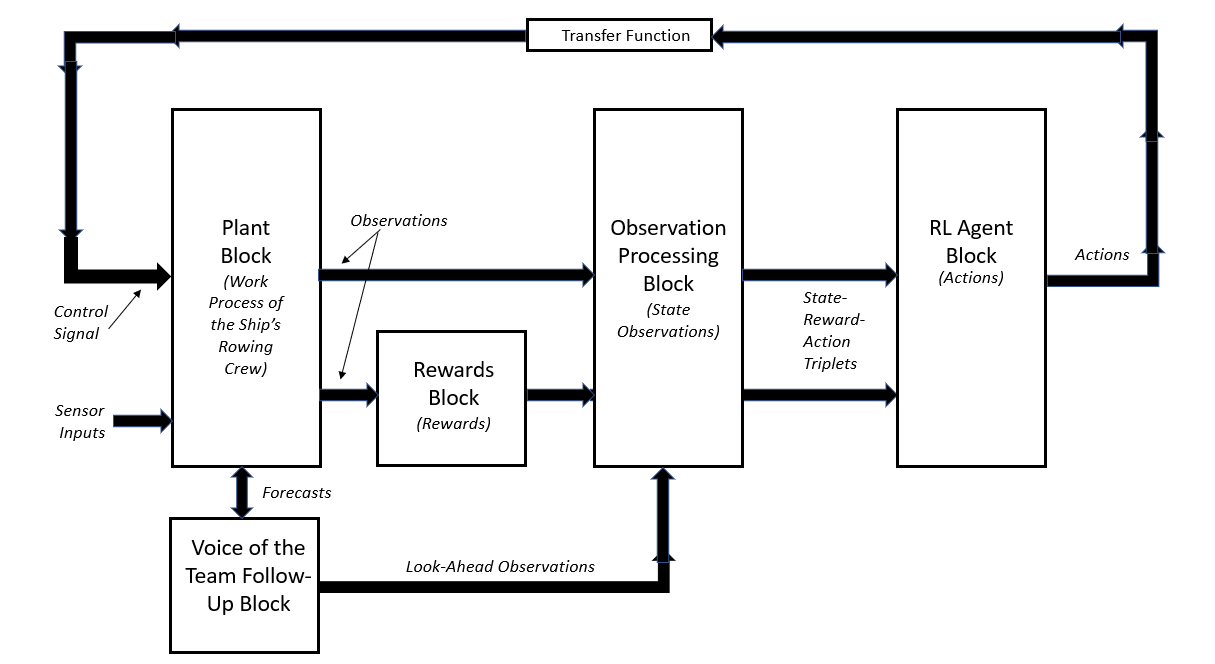 Transfer Function
Plant
Block
(Work
Process of
the Ship's
Rowing
Crew)
Observations
Observation
Processing
Block
(State
Observations)
RL Agent
Block
(Actions)
Actions
Control
Signal
State-
Reward-
Action
Triplets
Rewards
Block
(Rewards)
Sensor
Inputs
Forecasts
Voice of the
Team Follow-
Up Block
Look-Ahead Observations